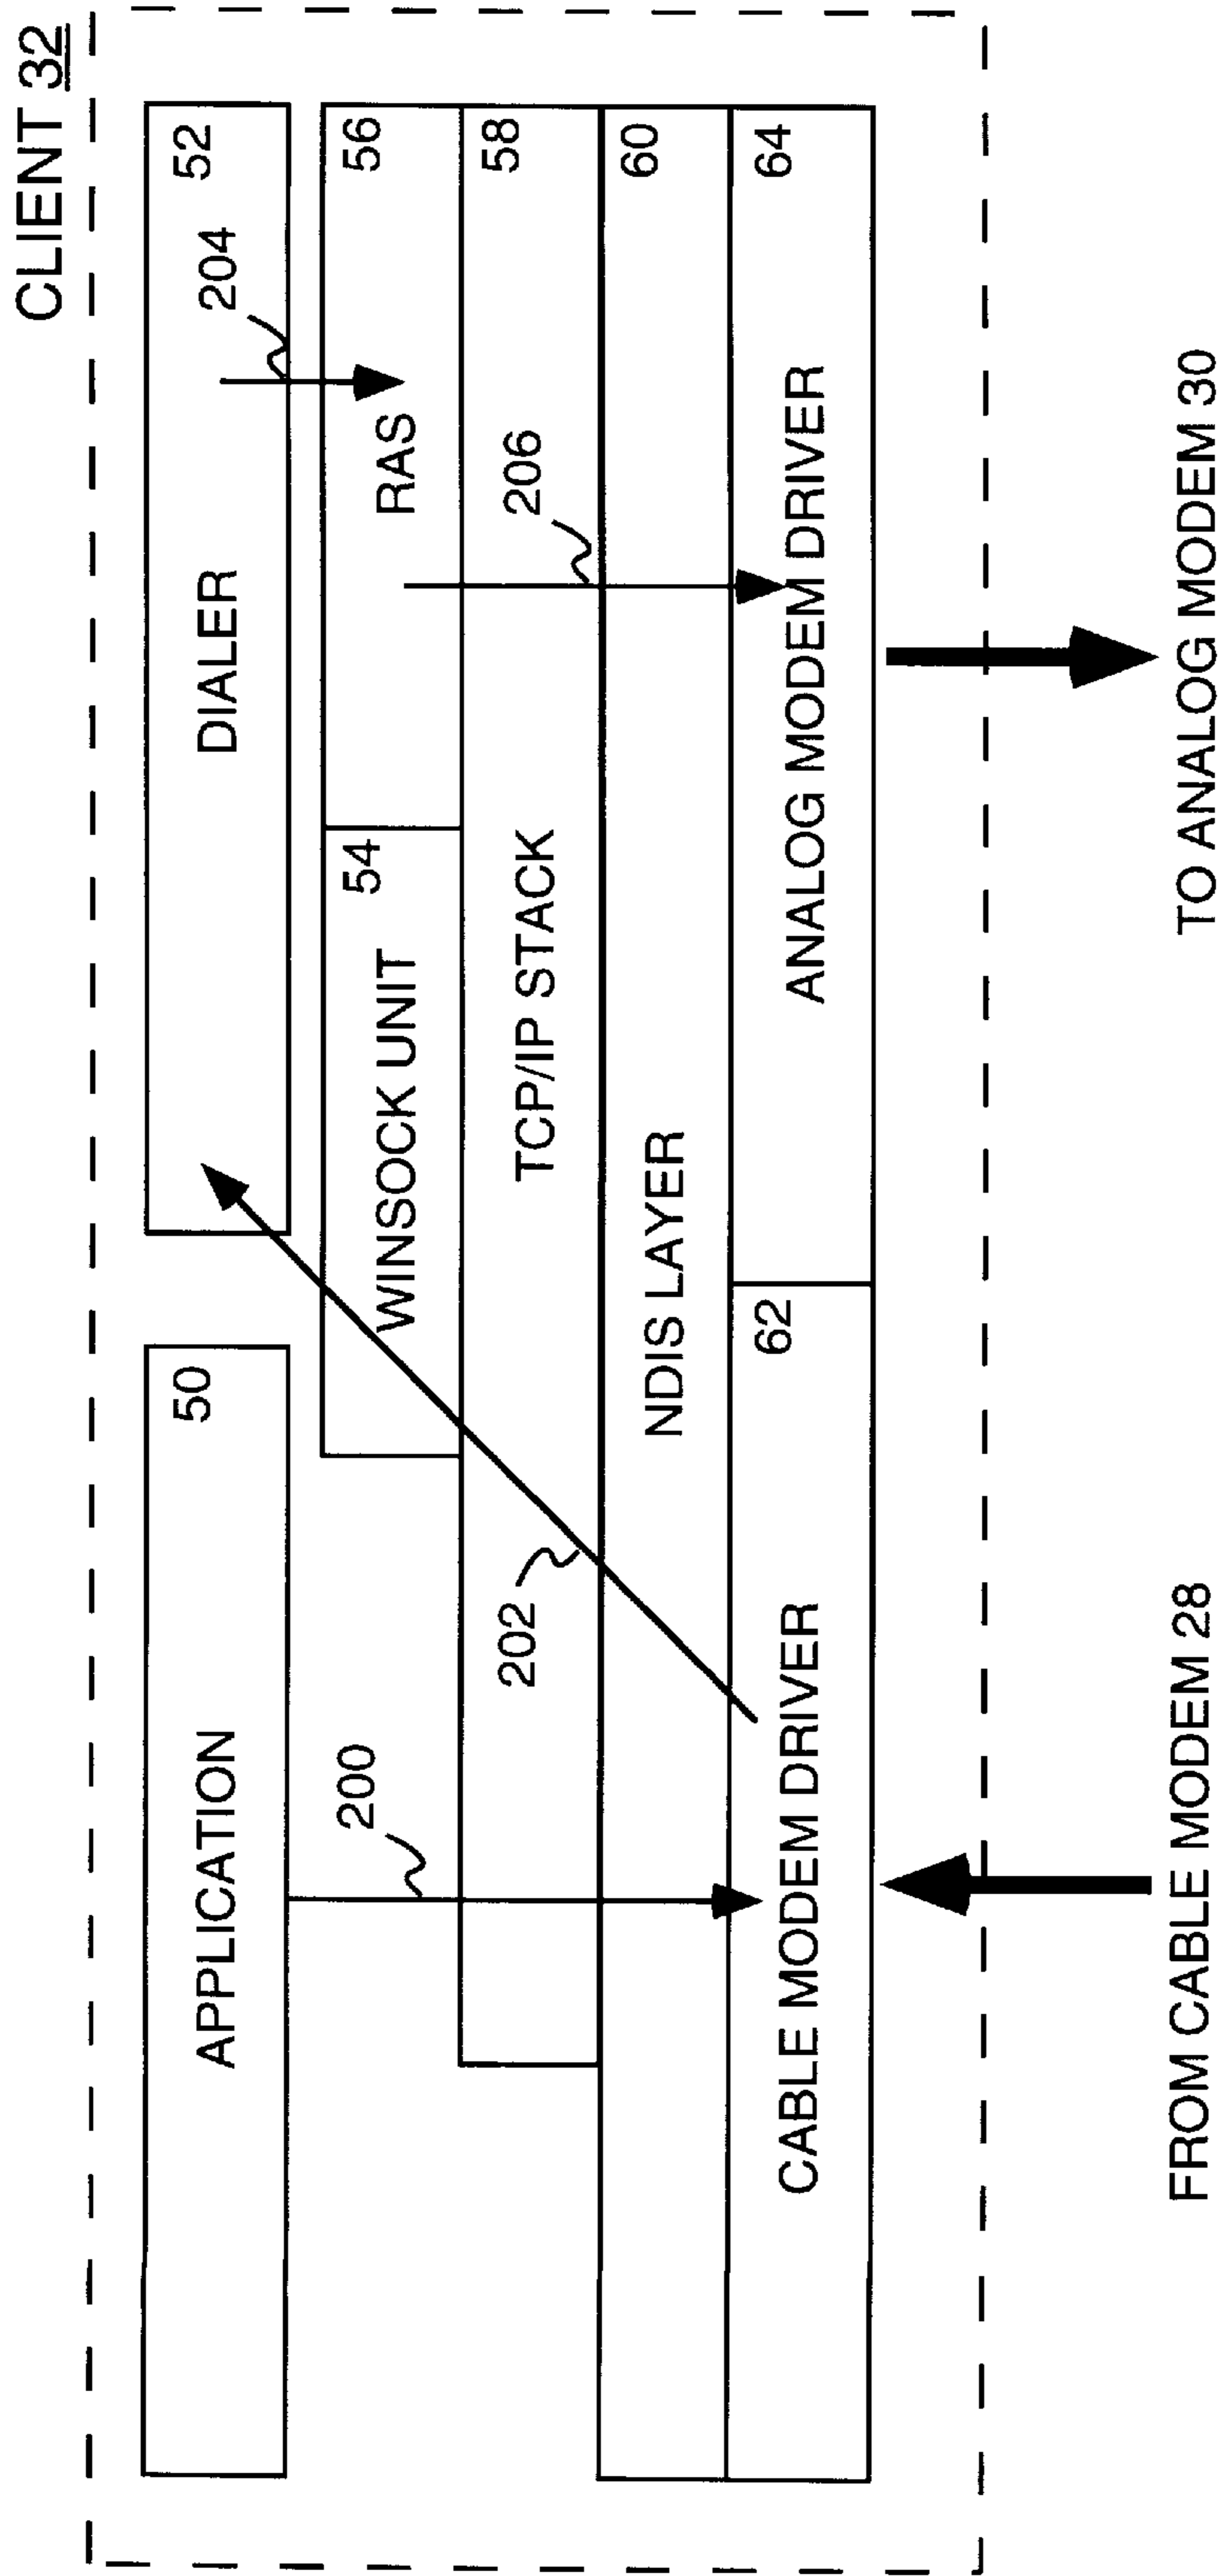 CLIENT 32
APPLICATION
50
DIALER
52
204
WINSOCK UNIT
54
RAS
56
200
202
TCP/IP STACK
58
206
NDIS LAYER
60
CABLE MODEM DRIVER
62
ANALOG MODEM DRIVER
64
FROM CABLE MODEM 28
TO ANALOG MODEM 30